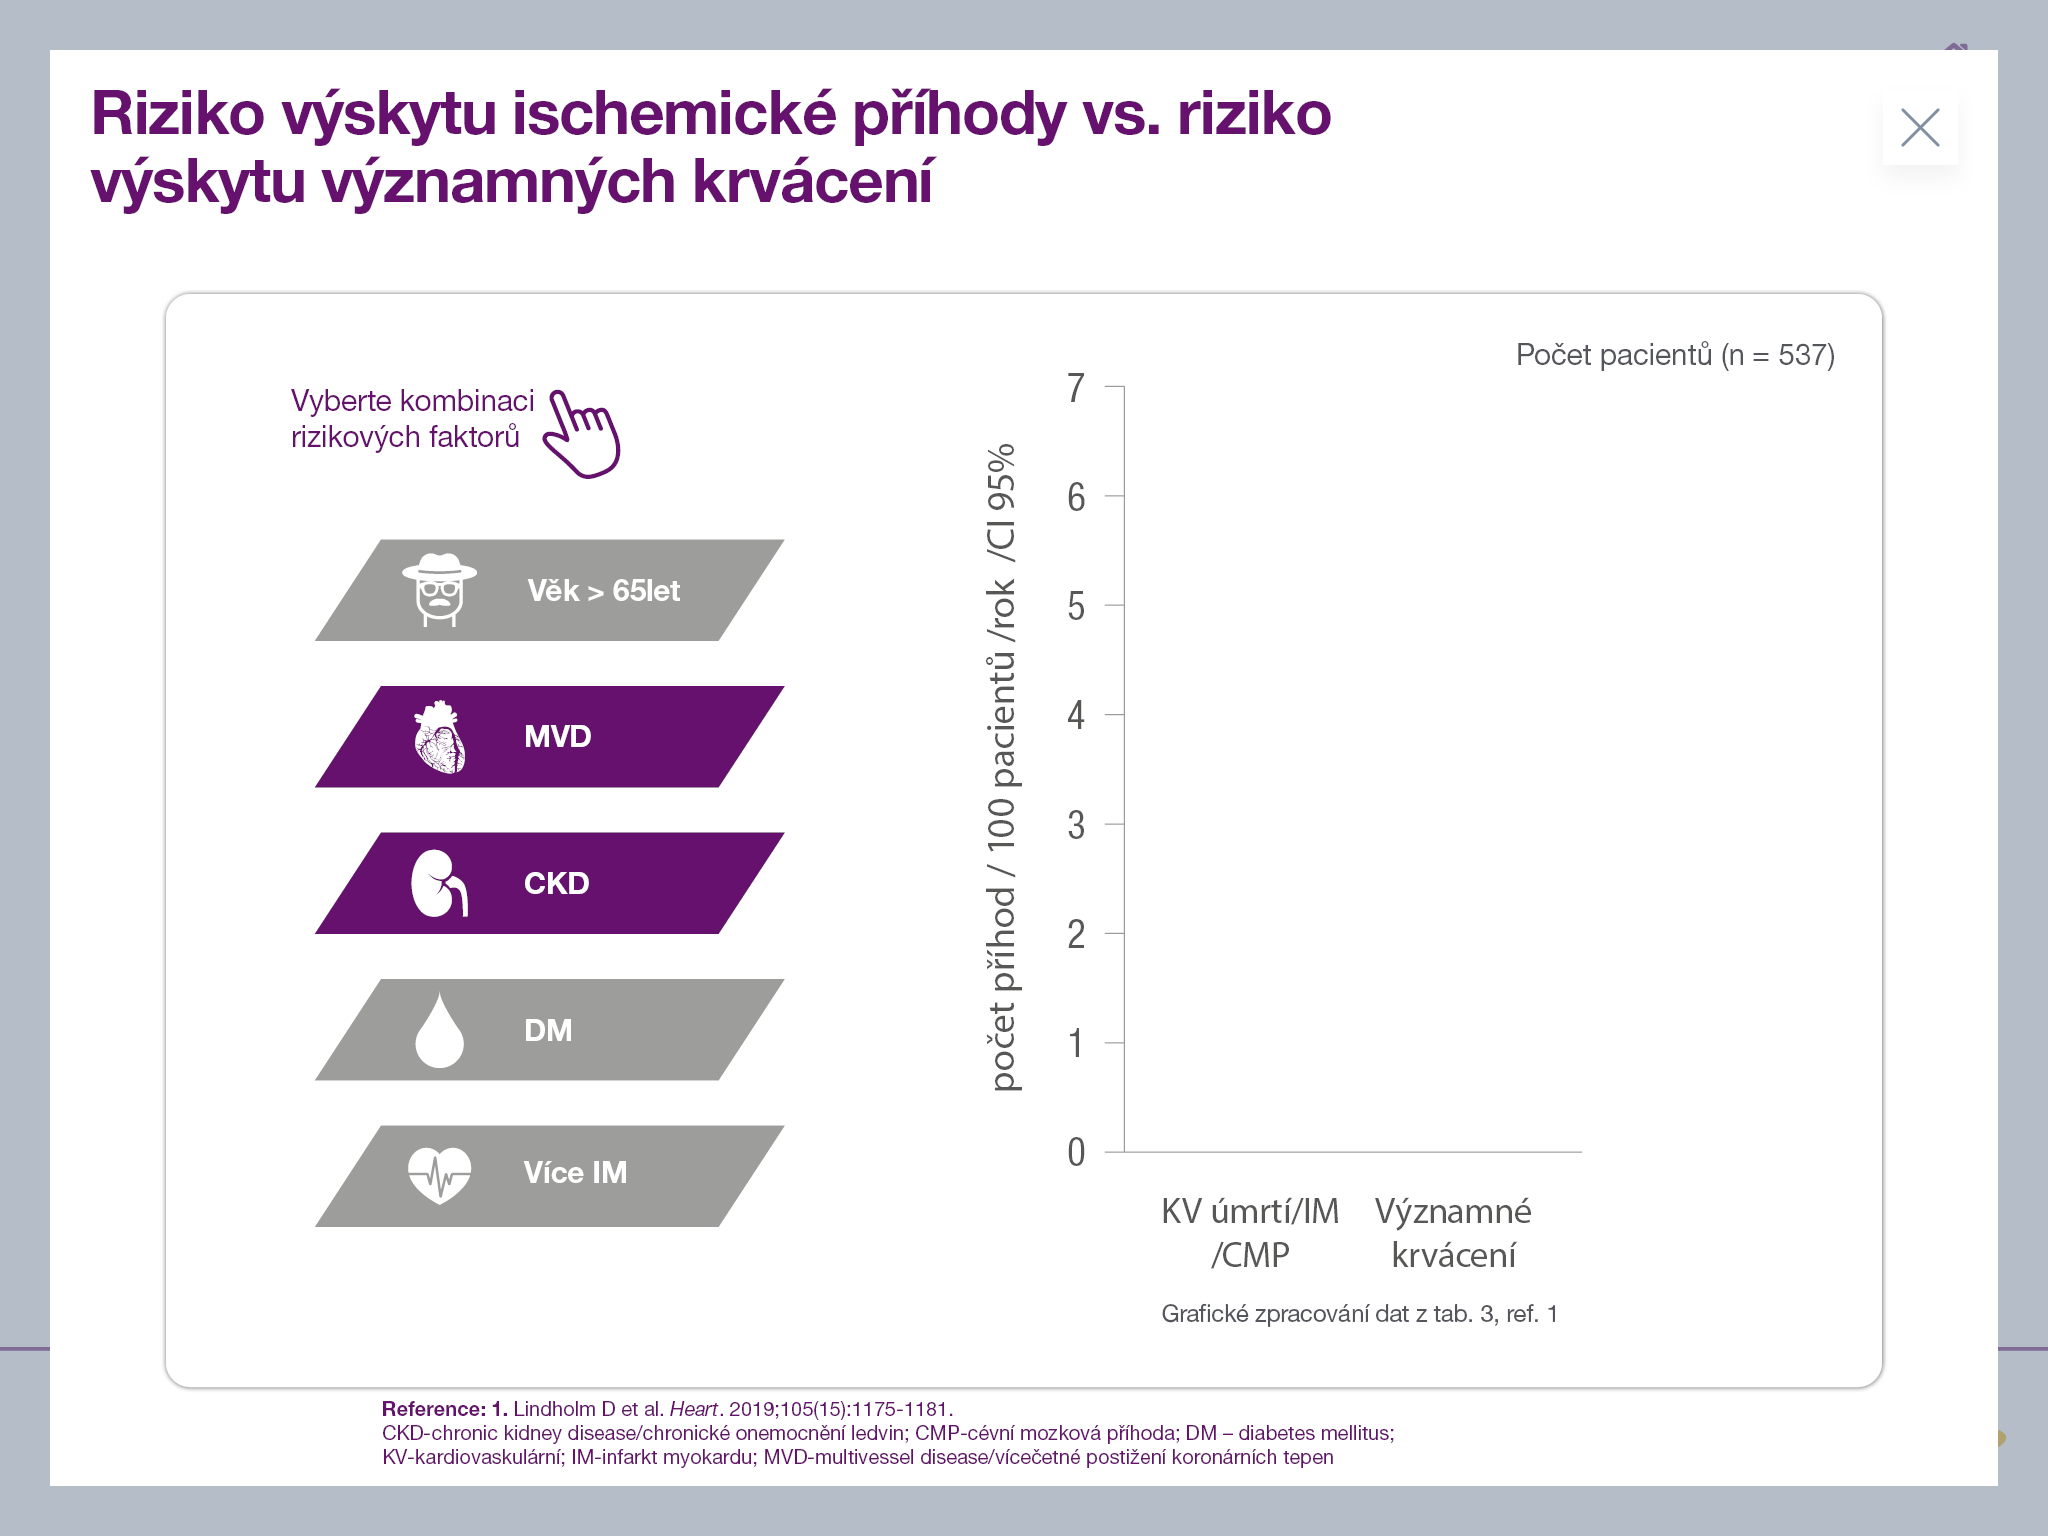 Riziko výskytu ischemické příhody vs. riziko
výskytu významných krvácení
Vyberte kombinaci
rizikových faktorů
Věk > 65let
MVD
CKD
DM
Více IM
Počet pacientů (n = 537)
počet příhod / 100 pacientů /rok /CI 95%
7
6
5
4
3
2
1
0
KV úmrtí/IM
/CMP
Významné
krvácení
Grafické zpracování dat z tab. 3, ref. 1
Reference: 1. Lindholm D et al. Heart. 2019;105(15):1175-1181.
CKD-chronic kidney disease/chronické onemocnění ledvin; CMP-cévní mozková příhoda; DM – diabetes mellitus;
KV-kardiovaskulární; IM-infarkt myokardu; MVD-multivessel disease/vícečetné postižení koronárních tepen